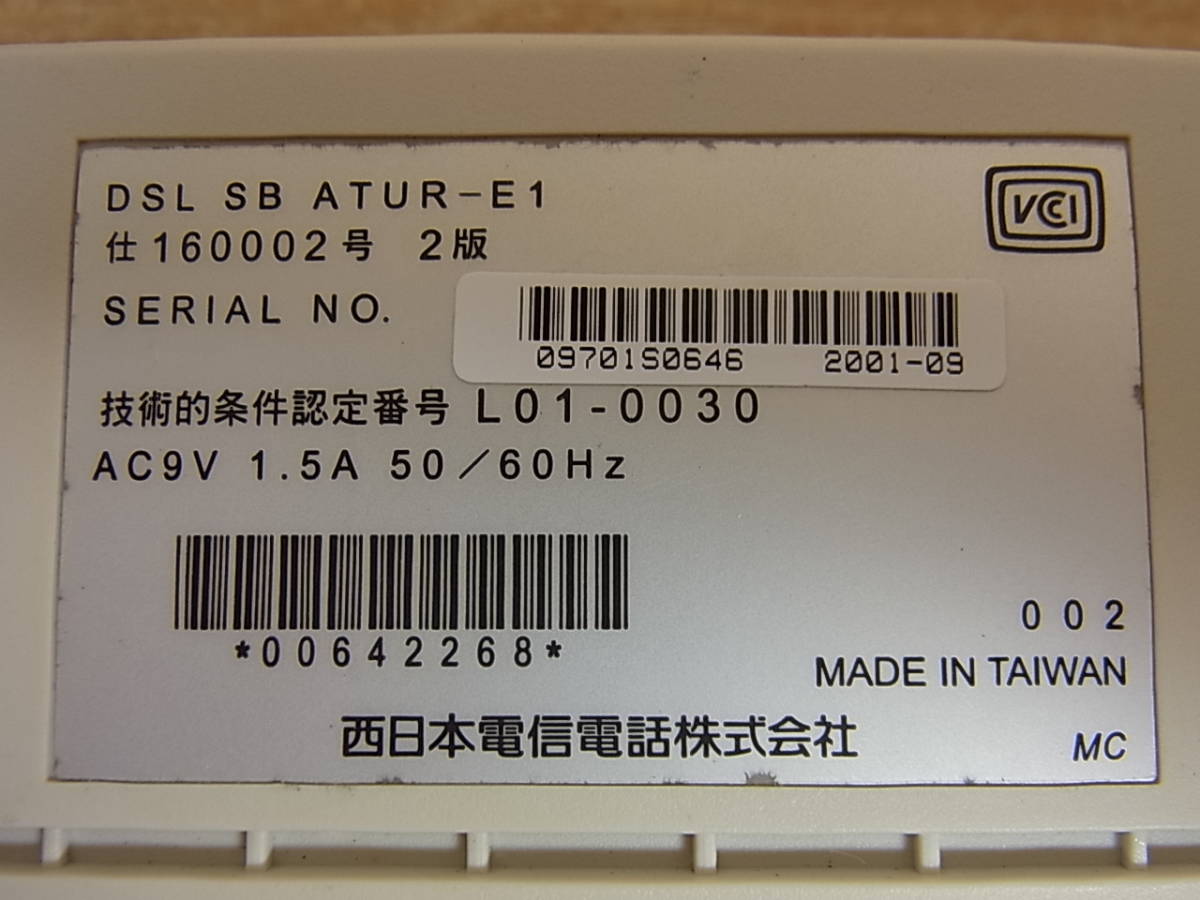 DSL SB ATUR-E1
VCCI
仕160002号 2版
SERIAL NO.
09701S0646 2001-09
技術的条件認定番号 L01-0030
AC9V 1.5A 50/60Hz
*00642268*
002
MADE IN TAIWAN
西日本電信電話株式会社
MC